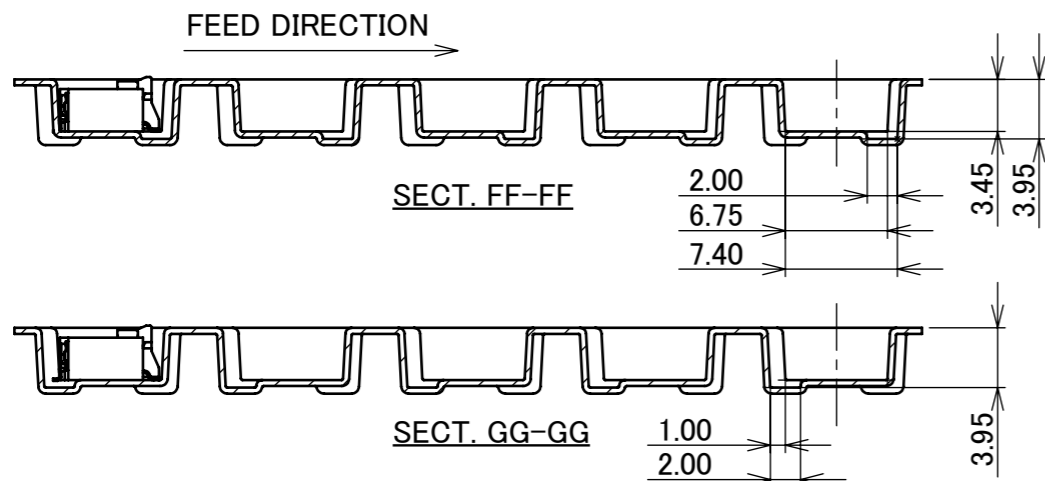 FEED DIRECTION
SECT. FF-FF
2.00
6.75
7.40
3.45
3.95
SECT. GG-GG
1.00
2.00
3.95